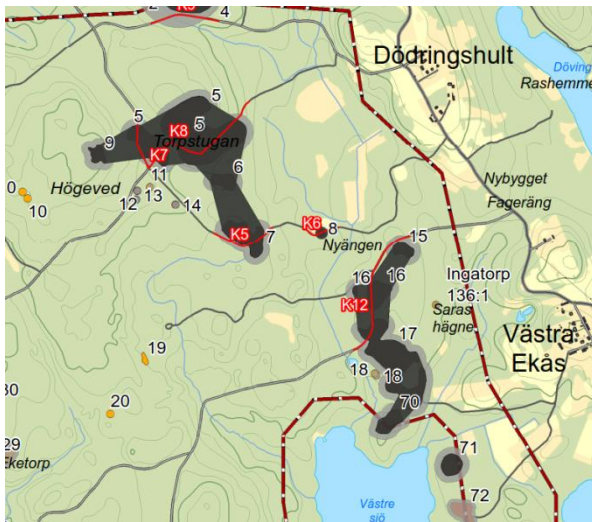 2
K9
4
Dödringshult
Döving
Rashemme
5
5
5
K8
Torpstugan
9
K7
6
11
Högeved
12
13
14
0
10
Nybygget
Fageräng
K5
7
K6
8
Nyängen
15
16
16
Ingatorp
136:1
K12
Saras
hägne
Västra
Ekås
17
19
18
18
20
70
30
29
Eketorp
71
72
Västre
sjö